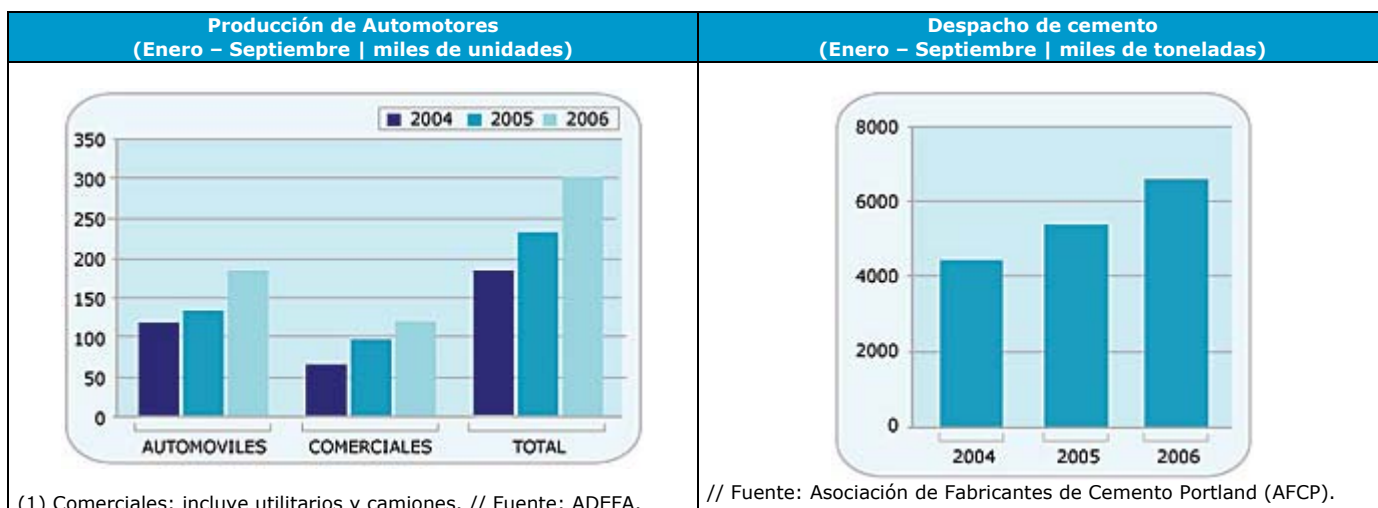 Producción de Automotores
(Enero – Septiembre | miles de unidades)
2004 2005 2006
350
300
250
200
150
100
50
0
AUTOMOVILES COMERCIALES TOTAL
(1) Comerciales: incluye utilitarios y camiones. // Fuente: ADEFA.
Despacho de cemento
(Enero – Septiembre | miles de toneladas)
8000
6000
4000
2000
0
2004 2005 2006
// Fuente: Asociación de Fabricantes de Cemento Portland (AFCP).